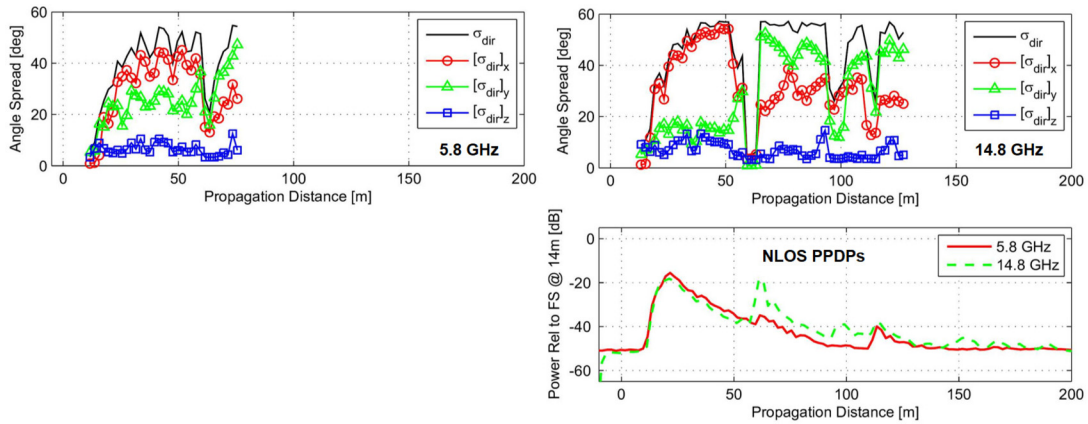 60
40
20
0
Angle Spread [deg]
σdir
[σdir]x
[σdir]y
[σdir]z
5.8 GHz
0 50 100 150 200
Propagation Distance [m]
60
40
20
0
Angle Spread [deg]
σdir
[σdir]x
[σdir]y
[σdir]z
14.8 GHz
0 50 100 150 200
Propagation Distance [m]
0
-20
-40
-60
Power Rel to FS @ 14m [dB]
NLOS PPDPs
5.8 GHz
14.8 GHz
0 50 100 150 200
Propagation Distance [m]